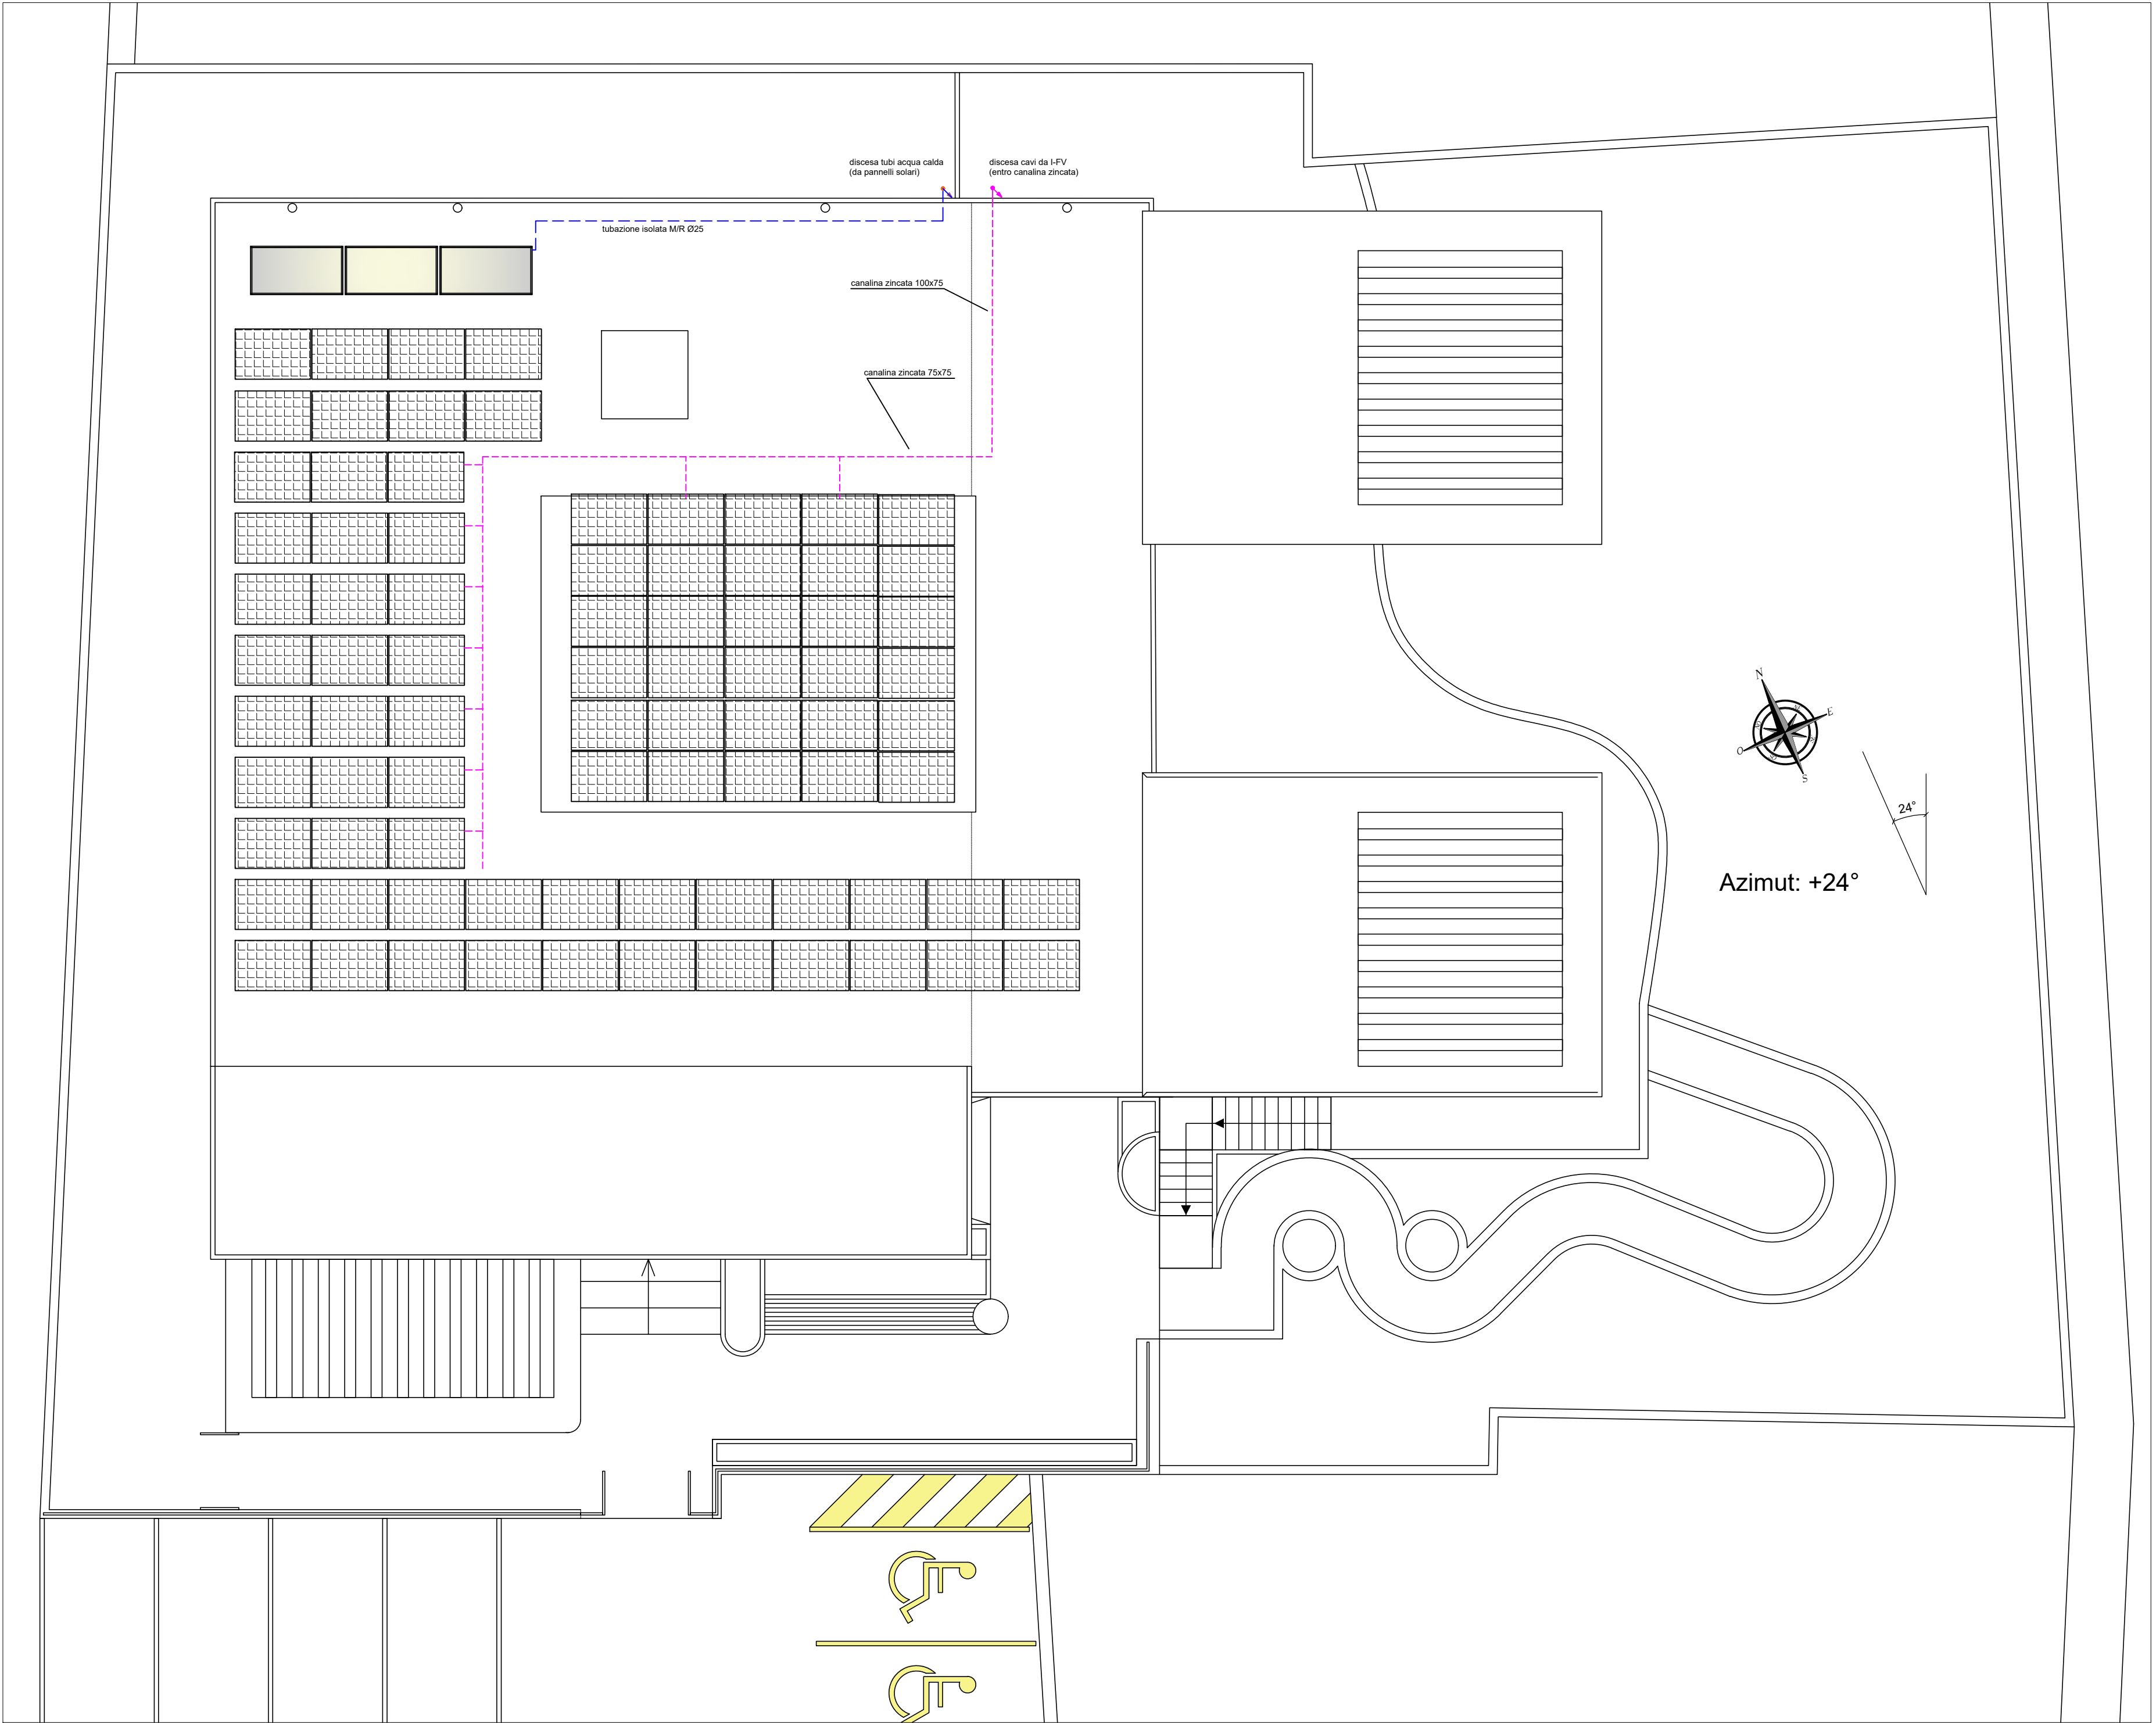 discesa tubi acqua calda
(da pannelli solari)
discesa cavi da I-FV
(entro canalina zincata)
tubazione isolata M/R Ø25
canalina zincata 100x75
canalina zincata 75x75
N
E
O
S
24°
Azimut: +24°